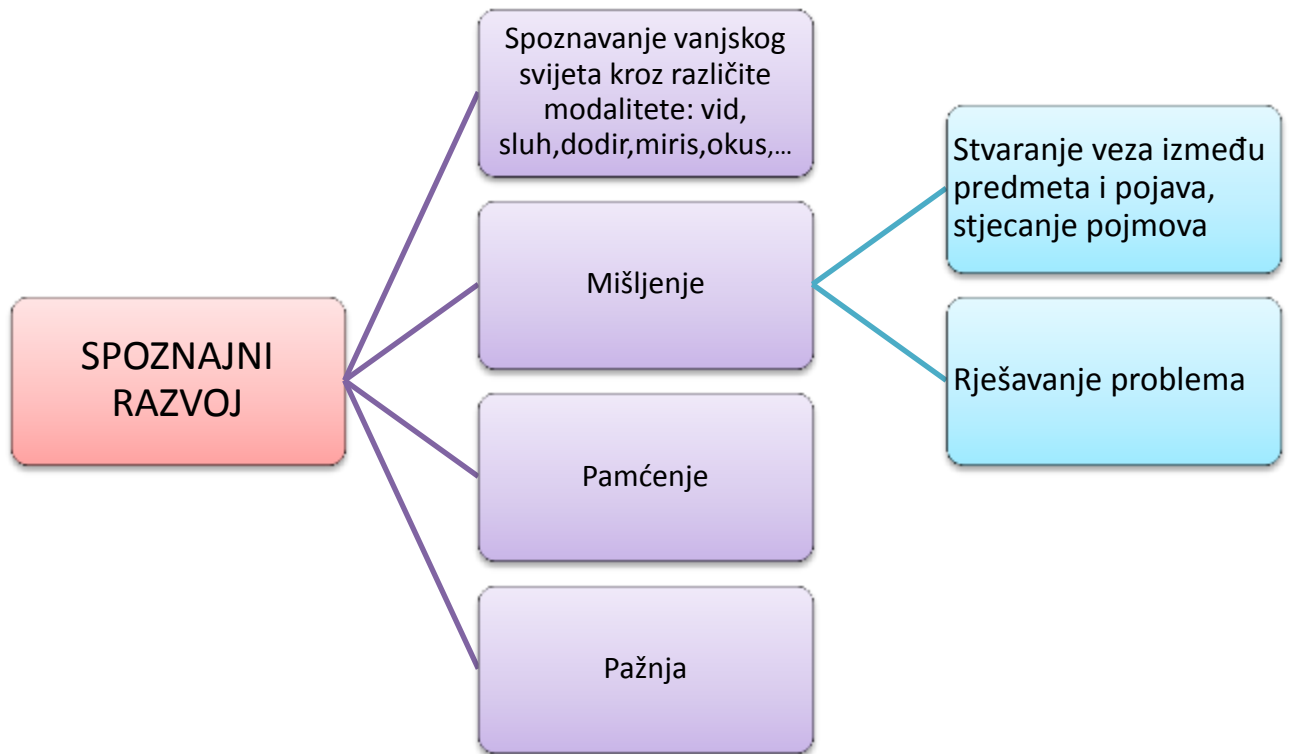 SPOZNAJNI
RAZVOJ
Spoznavanje vanjskog
svijeta kroz različite
modalitete: vid,
sluh,dodir,miris,okus,...
Mišljenje
Pamćenje
Pažnja
Stvaranje veza između
predmeta i pojava,
stjecanje pojmova
Rješavanje problema